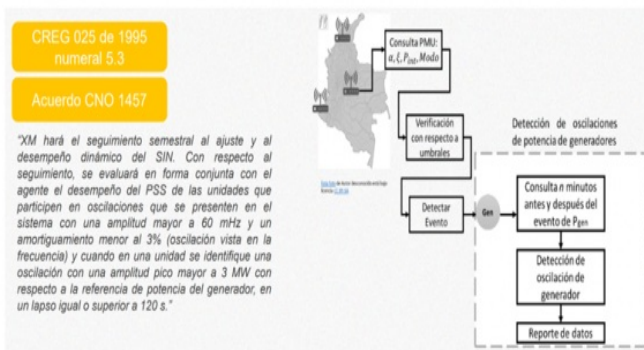 CREG 025 de 1995
numeral 5.3
Acuerdo CNO 1457
"XM hará el seguimiento semestral al ajuste y al
desempeño dinámico del SIN. Con respecto al
seguimiento, se evaluará en forma conjunta con el
agente el desempeño del PSS de las unidades que
participen en oscilaciones que se presenten en el
sistema con una amplitud mayor a 60 mHz y un
amortiguamiento menor al 3% (oscilación vista en la
frecuencia) y cuando en una unidad se identifique una
oscilación con una amplitud pico mayor a 3 MW con
respecto a la referencia de potencia del generador, en
un lapso igual o superior a 120 s."
Consulta PMU:
α, ξ, Pint, Modo
Verificación
con respecto a
umbrales
Detectar
Evento
Detección de oscilaciones
de potencia de generadores
Gen
Consulta n minutos
antes y después del
evento de Pgen
Detección de
oscilación de
generador
Reporte de datos